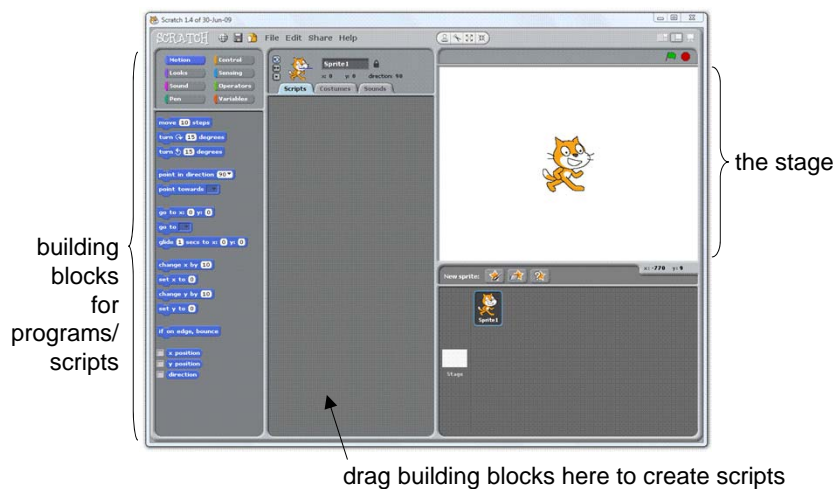 Scratch 1.4 of 30-Jun-09
SCRATCH File Edit Share Help
Motion Control
Looks Sensing
Sound Operators
Pen Variables
Sprite1
x: 0 y: 0 direction: 90
Scripts Costumes Sounds
move 10 steps
turn 15 degrees
turn 15 degrees
point in direction 90
point towards
go to x: 0 y: 0
go to
glide 1 secs to x: 0 y: 0
change x by 10
set x to 0
change y by 10
set y to 0
if on edge, bounce
x position
y position
direction
New sprite:
Sprite1
Stage
building
blocks
for
programs/
scripts
the stage
drag building blocks here to create scripts